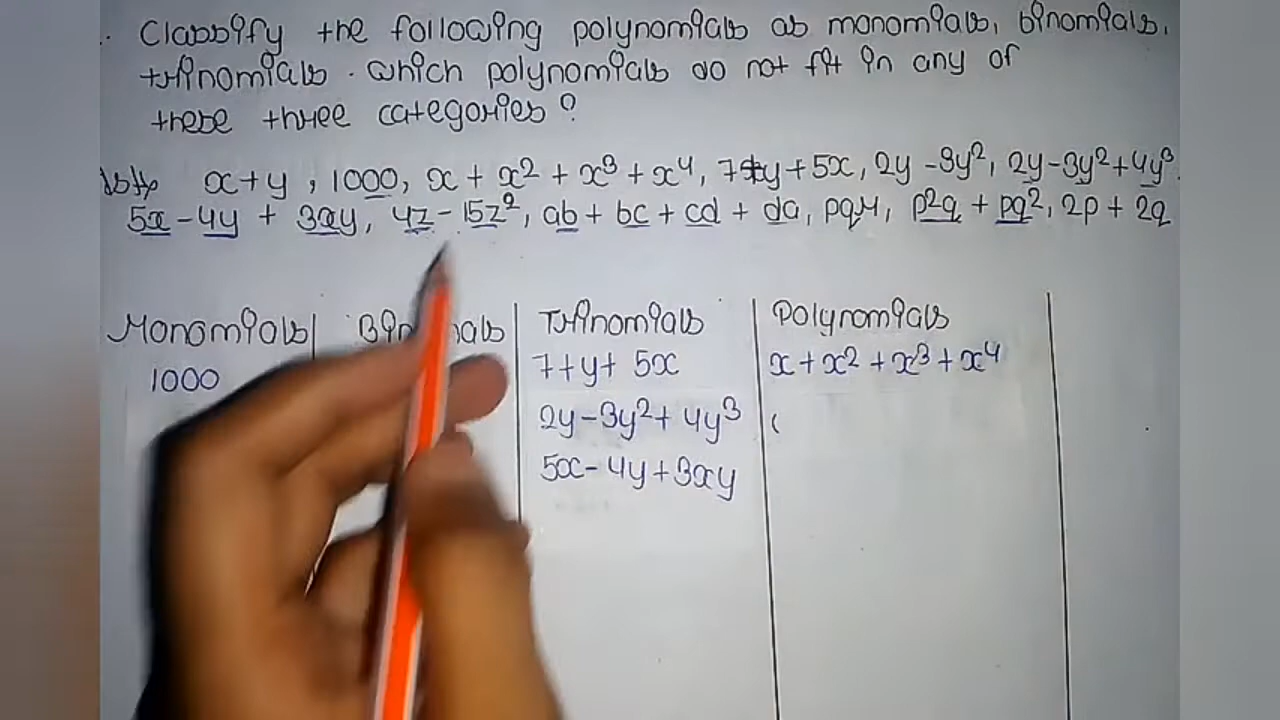 Classify the following polynomials as monomials, binomials,
trinomials. Which polynomials do not fit in any of
these three categories?
x+y, 1000, x + x² + x³ + x⁴, 7+y+5x, 2y-3y², 2y-3y²+4y³
5x-4y + 3xy, 4z-15z², ab+bc+cd+da, pqr, p²q + pq², 2p+2q
Monomials Trinomials Polynomials
1000 7+y+ 5x x+x²+x³+x⁴
2y-3y²+ 4y³ (
5x-4y+3xy